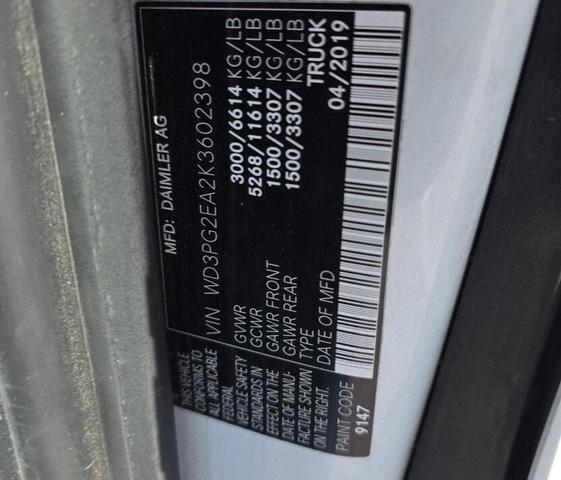 MFD: DAIMLER AG
VIN WD3PG2EA2K3602398
GVWR 3000/6614 KG/LB
GCWR 5268/11614 KG/LB
GAWR FRONT 1500/3307 KG/LB
GAWR REAR 1500/3307 KG/LB
TYPE TRUCK
DATE OF MFD 04/2019
THIS VEHICLE
CONFORMS TO
ALL APPLICABLE
FEDERAL
VEHICLE SAFETY
STANDARDS IN
EFFECT ON THE
DATE OF MANU-
FACTURE SHOWN
ON THE RIGHT.
PAINT CODE
9147